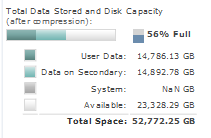 Total Data Stored and Disk Capacity
(after compression):
56% Full
User Data: 14,786.13 GB
Data on Secondary: 14,892.78 GB
System: NaN GB
Available: 23,328.29 GB
Total Space: 52,772.25 GB